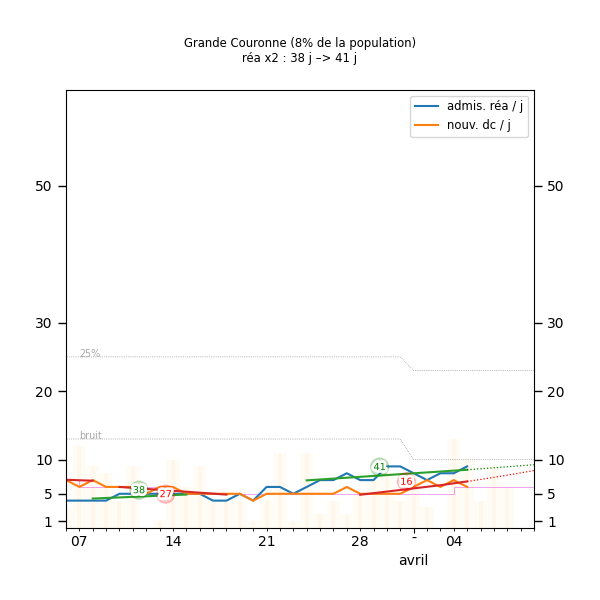 Grande Couronne (8% de la population)
réa x2 : 38 j –> 41 j
admis. réa / j
nouv. dc / j
50 50
30 30
25%
20 20
bruit
10 10
41
16
38
27
5 5
1 1
07 14 21 28 - 04
avril